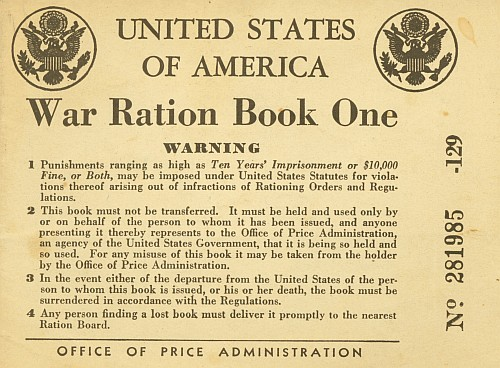 UNITED STATES
OF AMERICA
War Ration Book One
WARNING
1 Punishments ranging as high as Ten Years' Imprisonment or $10,000
Fine, or Both, may be imposed under United States Statutes for viola-
tions thereof arising out of infractions of Rationing Orders and Regu-
lations.
2 This book must not be transferred. It must be held and used only by
or on behalf of the person to whom it has been issued, and anyone
presenting it thereby represents to the Office of Price Administration,
an agency of the United States Government, that it is being so held and
so used. For any misuse of this book it may be taken from the holder
by the Office of Price Administration.
3 In the event either of the departure from the United States of the per-
son to whom this book is issued, or his or her death, the book must be
surrendered in accordance with the Regulations.
4 Any person finding a lost book must deliver it promptly to the nearest
Ration Board.
OFFICE OF PRICE ADMINISTRATION
Nº 281985 -129